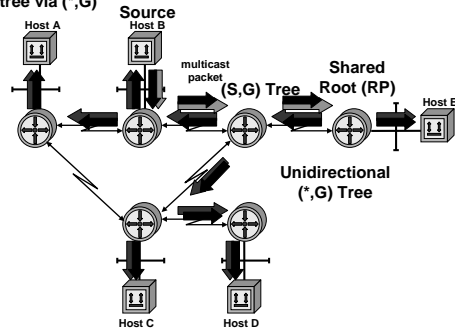 tree via (*,G)
Source
Host A
Host B
multicast
packet
(S,G) Tree
Shared
Root (RP)
Host E
Unidirectional
(*,G) Tree
Host C
Host D